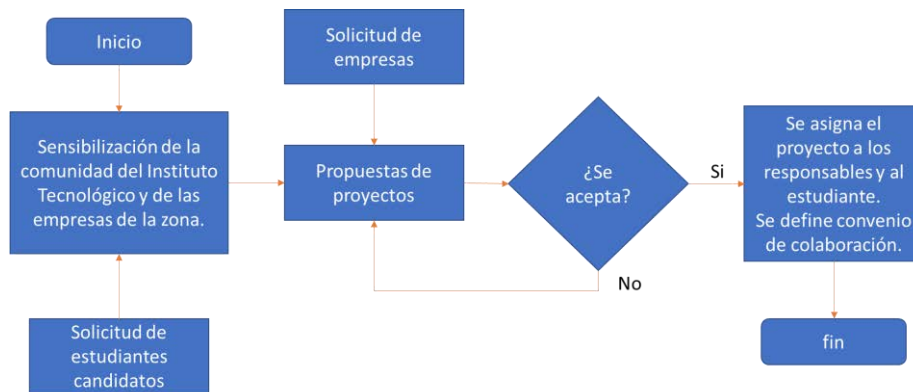 Inicio
Sensibilización de la
comunidad del Instituto
Tecnológico y de las
empresas de la zona.
Solicitud de
estudiantes
candidatos
Solicitud de
empresas
Propuestas de
proyectos
¿Se
acepta?
Si
No
Se asigna el
proyecto a los
responsables y al
estudiante.
Se define convenio
de colaboración.
fin